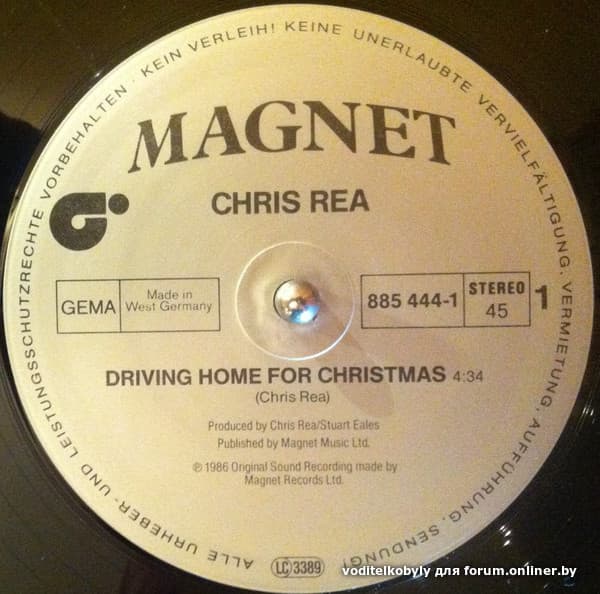 MAGNET
CHRIS REA
GEMA
Made in
West Germany
885 444-1
STEREO
45
1
DRIVING HOME FOR CHRISTMAS 4:34
(Chris Rea)
Produced by Chris Rea/Stuart Eales
Published by Magnet Music Ltd.
℗ 1986 Original Sound Recording made by
Magnet Records Ltd.
LC 3389
ALLE URHEBER- UND LEISTUNGSSCHUTZRECHTE VORBEHALTEN · KEIN VERLEIH! KEINE UNERLAUBTE VERVIELFÄLTIGUNG, VERMIETUNG, AUFFÜHRUNG, SENDUNG!
voditelkobyly для forum.onliner.by